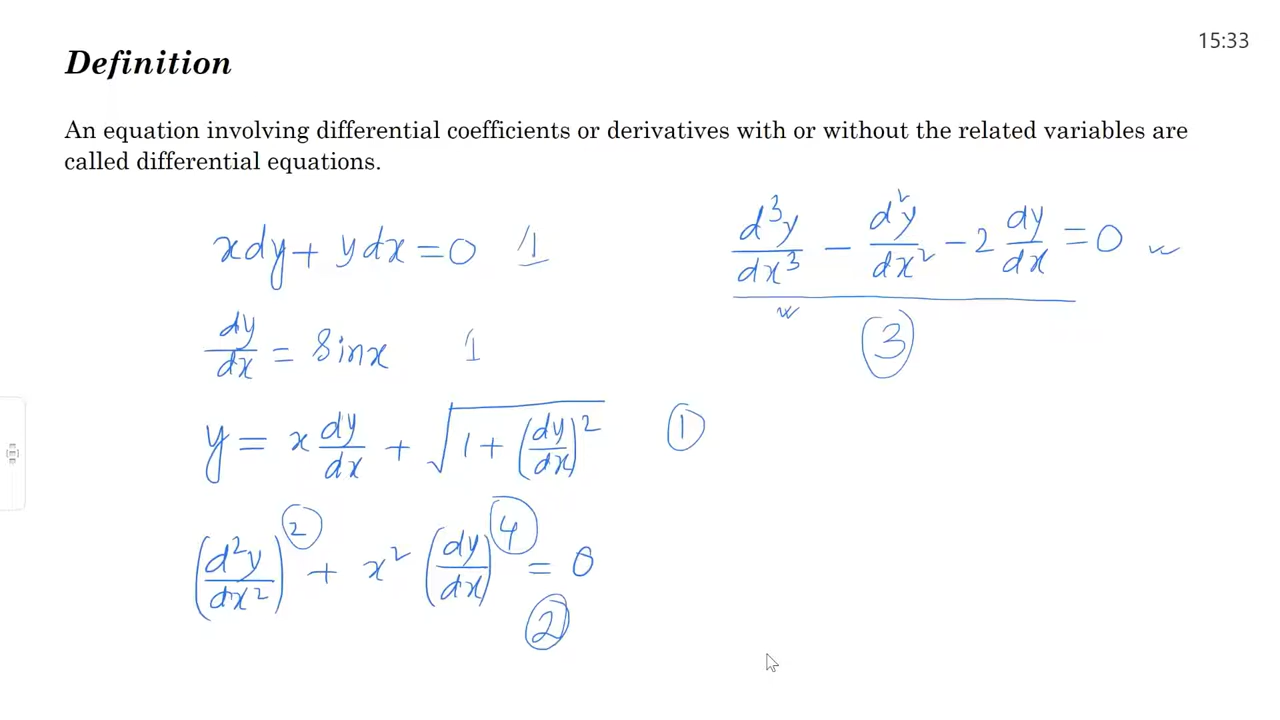 15:33
Definition
An equation involving differential coefficients or derivatives with or without the related variables are
called differential equations.
xdy + ydx = 0 1
dy/dx = Sinx 1
y = x dy/dx + √(1 + (dy/dx)²) ①
(d²y/dx²)² + x² (dy/dx)⁴ = 0
②
d³y/dx³ − d²y/dx² − 2 dy/dx = 0
③